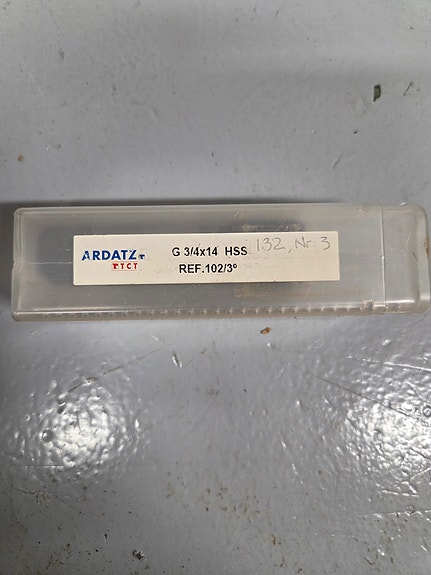 ARDATZ
TCT
G 3/4x14 HSS 132, Nr. 3
REF.102/3º